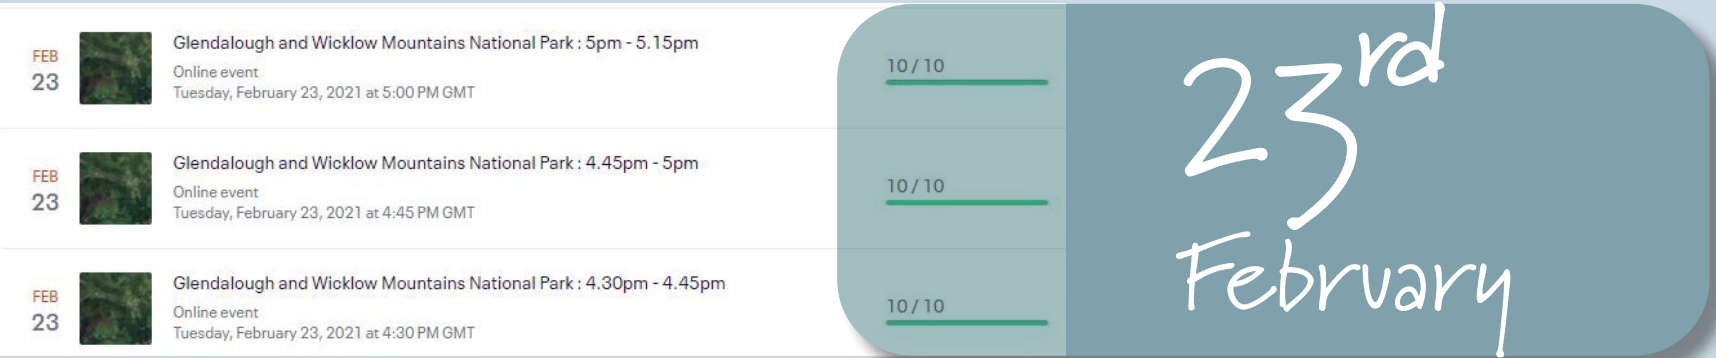 FEB
23
Glendalough and Wicklow Mountains National Park : 5pm - 5.15pm
Online event
Tuesday, February 23, 2021 at 5:00 PM GMT
10 / 10
FEB
23
Glendalough and Wicklow Mountains National Park : 4.45pm - 5pm
Online event
Tuesday, February 23, 2021 at 4:45 PM GMT
10 / 10
FEB
23
Glendalough and Wicklow Mountains National Park : 4.30pm - 4.45pm
Online event
Tuesday, February 23, 2021 at 4:30 PM GMT
10 / 10
23rd
February